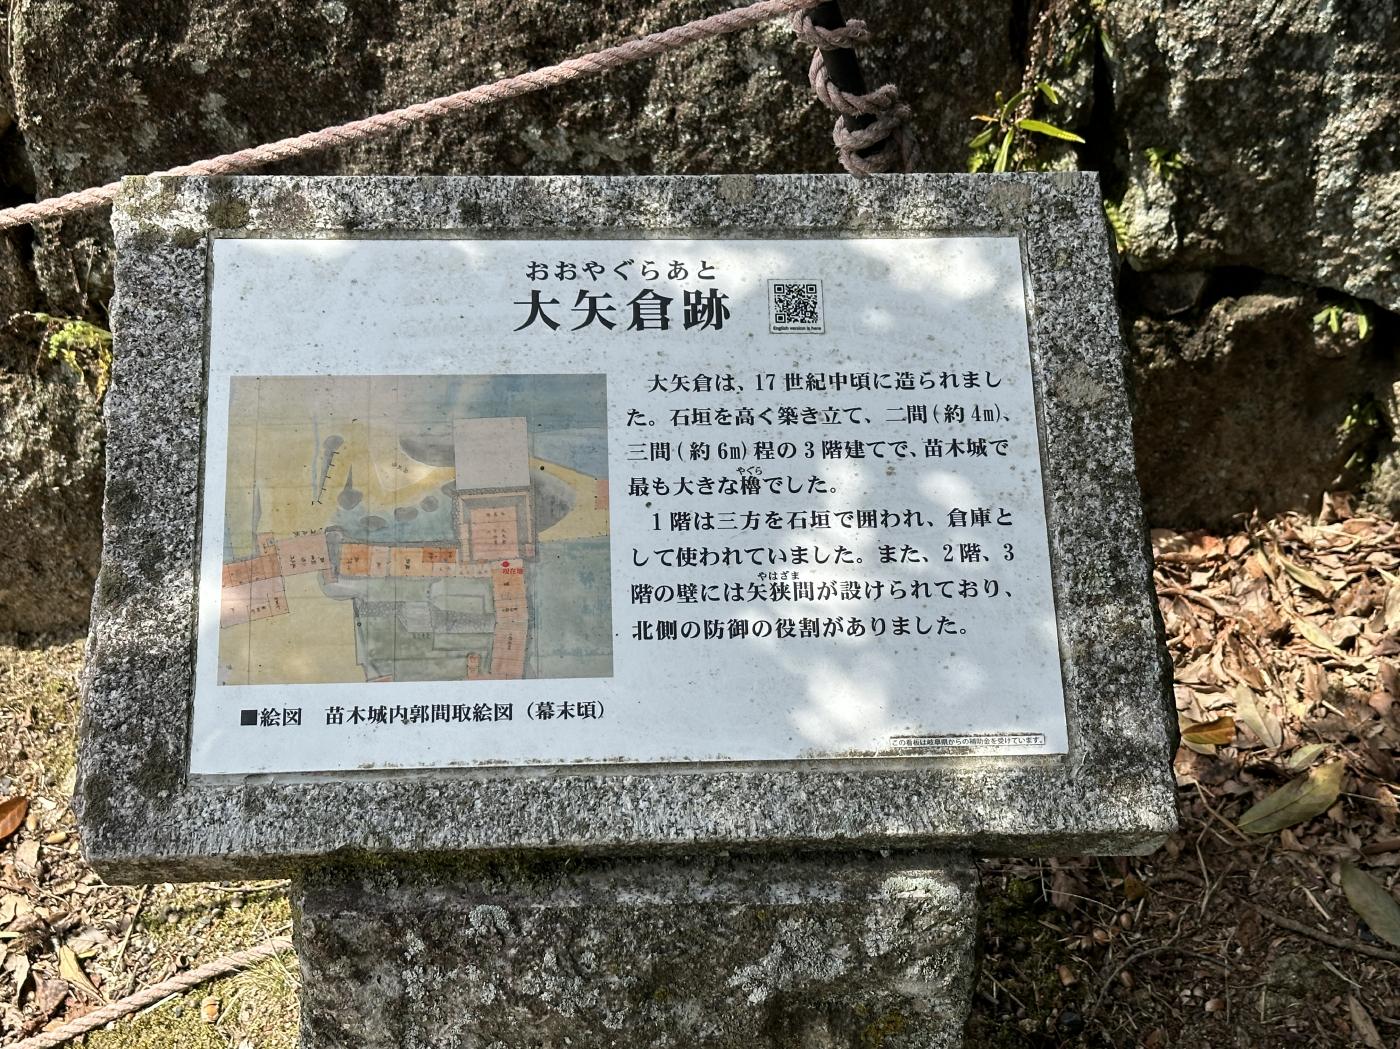 おおやぐらあと
大矢倉跡
English version is here
大矢倉は、17世紀中頃に造られまし
た。石垣を高く築き立て、二間(約4m)、
三間(約6m)程の3階建てで、苗木城で
やぐら
最も大きな櫓でした。
1階は三方を石垣で囲われ、倉庫と
して使われていました。また、2階、3
やはざま
階の壁には矢狭間が設けられており、
北側の防御の役割がありました。
現在地
■絵図 苗木城内郭間取絵図（幕末頃）
この看板は岐阜県からの補助金を受けています。